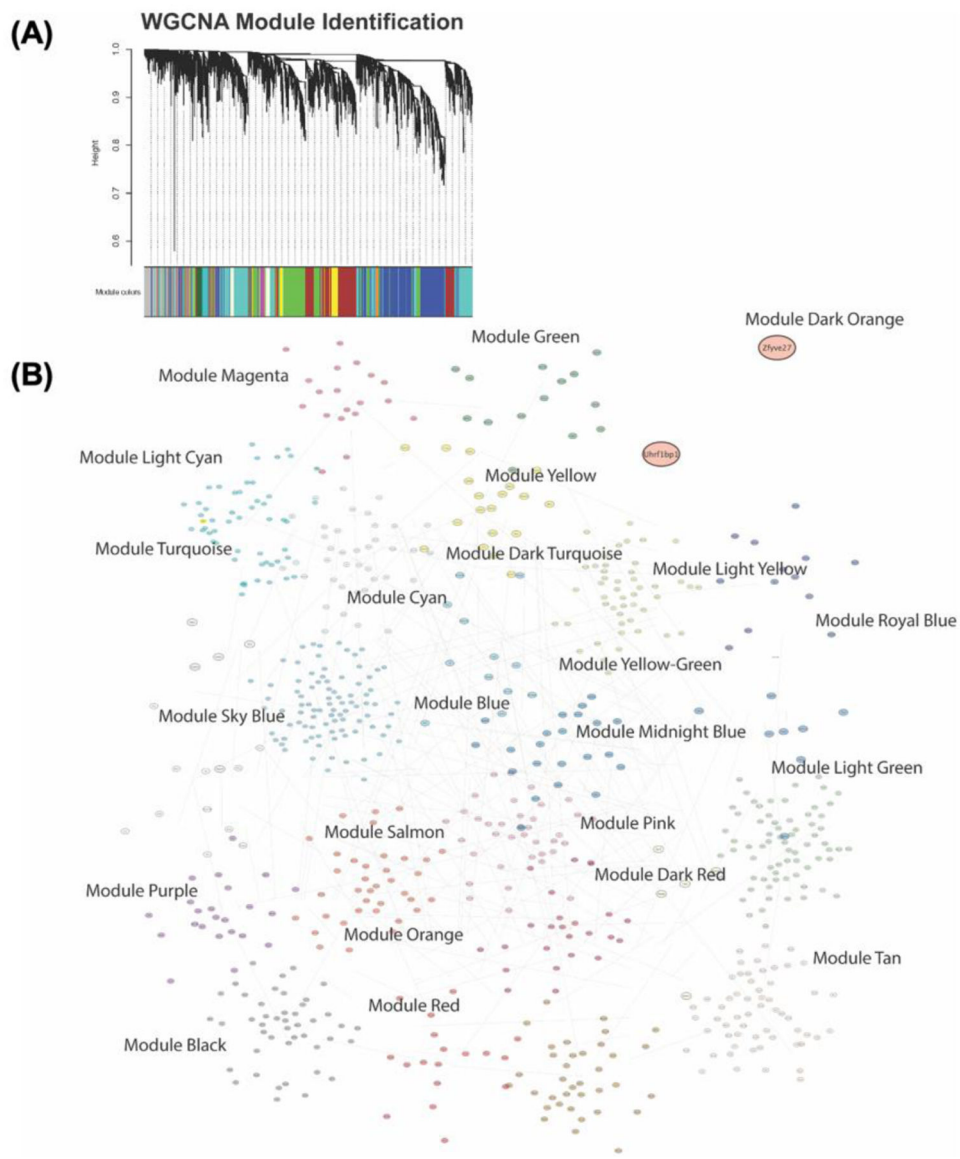 (A)
WGCNA Module Identification
1.0
0.9
0.8
0.7
0.6
Height
Module colors
(B)
Module Dark Orange
Zfyve27
Module Green
Module Magenta
Uhrf1bp1
Module Light Cyan
Module Yellow
Module Turquoise
Module Dark Turquoise
Module Light Yellow
Module Cyan
Module Royal Blue
Module Yellow-Green
Module Blue
Module Sky Blue
Module Midnight Blue
Module Light Green
Module Pink
Module Salmon
Module Dark Red
Module Purple
Module Orange
Module Tan
Module Red
Module Black